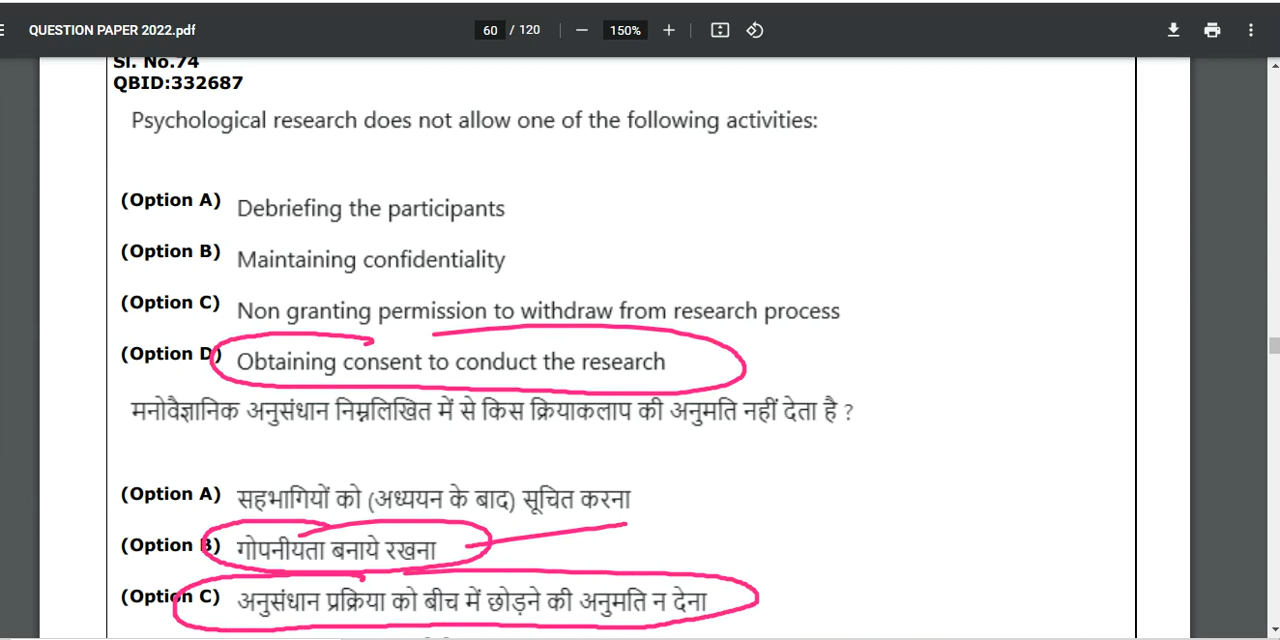 QUESTION PAPER 2022.pdf 60 / 120 150%
Sl. No.74
QBID:332687
Psychological research does not allow one of the following activities:
(Option A) Debriefing the participants
(Option B) Maintaining confidentiality
(Option C) Non granting permission to withdraw from research process
(Option D) Obtaining consent to conduct the research
मनोवैज्ञानिक अनुसंधान निम्नलिखित में से किस क्रियाकलाप की अनुमति नहीं देता है ?
(Option A) सहभागियों को (अध्ययन के बाद) सूचित करना
(Option B) गोपनीयता बनाये रखना
(Option C) अनुसंधान प्रक्रिया को बीच में छोड़ने की अनुमति न देना